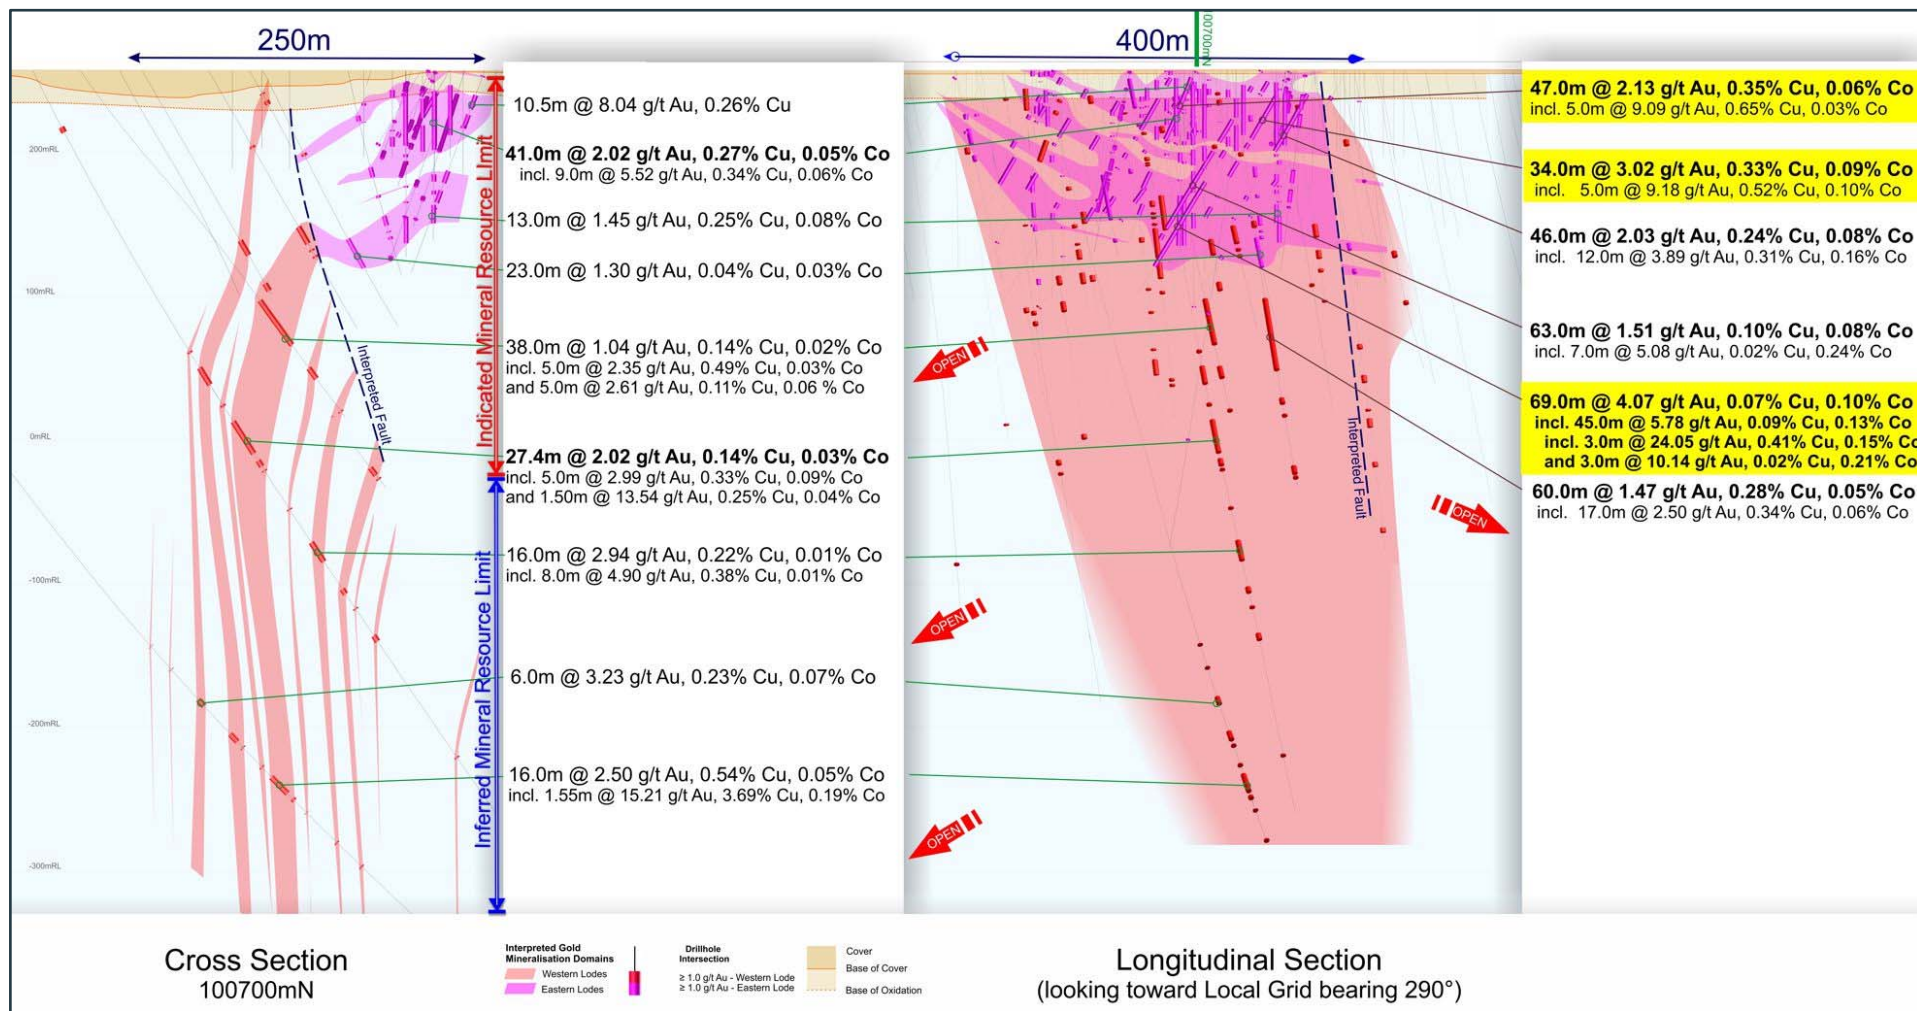 250m
200mRL
100mRL
0mRL
-100mRL
-200mRL
-300mRL
Interpreted Fault
Indicated Mineral Resource Limit
Inferred Mineral Resource Limit
10.5m @ 8.04 g/t Au, 0.26% Cu
41.0m @ 2.02 g/t Au, 0.27% Cu, 0.05% Co
incl. 9.0m @ 5.52 g/t Au, 0.34% Cu, 0.06% Co
13.0m @ 1.45 g/t Au, 0.25% Cu, 0.08% Co
23.0m @ 1.30 g/t Au, 0.04% Cu, 0.03% Co
38.0m @ 1.04 g/t Au, 0.14% Cu, 0.02% Co
incl. 5.0m @ 2.35 g/t Au, 0.49% Cu, 0.03% Co
and 5.0m @ 2.61 g/t Au, 0.11% Cu, 0.06 % Co
27.4m @ 2.02 g/t Au, 0.14% Cu, 0.03% Co
incl. 5.0m @ 2.99 g/t Au, 0.33% Cu, 0.09% Co
and 1.50m @ 13.54 g/t Au, 0.25% Cu, 0.04% Co
16.0m @ 2.94 g/t Au, 0.22% Cu, 0.01% Co
incl. 8.0m @ 4.90 g/t Au, 0.38% Cu, 0.01% Co
6.0m @ 3.23 g/t Au, 0.23% Cu, 0.07% Co
16.0m @ 2.50 g/t Au, 0.54% Cu, 0.05% Co
incl. 1.55m @ 15.21 g/t Au, 3.69% Cu, 0.19% Co
400m
00700mN
OPEN
OPEN
OPEN
OPEN
Interpreted Fault
47.0m @ 2.13 g/t Au, 0.35% Cu, 0.06% Co
incl. 5.0m @ 9.09 g/t Au, 0.65% Cu, 0.03% Co
34.0m @ 3.02 g/t Au, 0.33% Cu, 0.09% Co
incl. 5.0m @ 9.18 g/t Au, 0.52% Cu, 0.10% Co
46.0m @ 2.03 g/t Au, 0.24% Cu, 0.08% Co
incl. 12.0m @ 3.89 g/t Au, 0.31% Cu, 0.16% Co
63.0m @ 1.51 g/t Au, 0.10% Cu, 0.08% Co
incl. 7.0m @ 5.08 g/t Au, 0.02% Cu, 0.24% Co
69.0m @ 4.07 g/t Au, 0.07% Cu, 0.10% Co
incl. 45.0m @ 5.78 g/t Au, 0.09% Cu, 0.13% Co
incl. 3.0m @ 24.05 g/t Au, 0.41% Cu, 0.15% Co
and 3.0m @ 10.14 g/t Au, 0.02% Cu, 0.21% Co
60.0m @ 1.47 g/t Au, 0.28% Cu, 0.05% Co
incl. 17.0m @ 2.50 g/t Au, 0.34% Cu, 0.06% Co
Cross Section
100700mN
Interpreted Gold
Mineralisation Domains
Western Lodes
Eastern Lodes
Drillhole
Intersection
≥ 1.0 g/t Au - Western Lode
≥ 1.0 g/t Au - Eastern Lode
Cover
Base of Cover
Base of Oxidation
Longitudinal Section
(looking toward Local Grid bearing 290°)